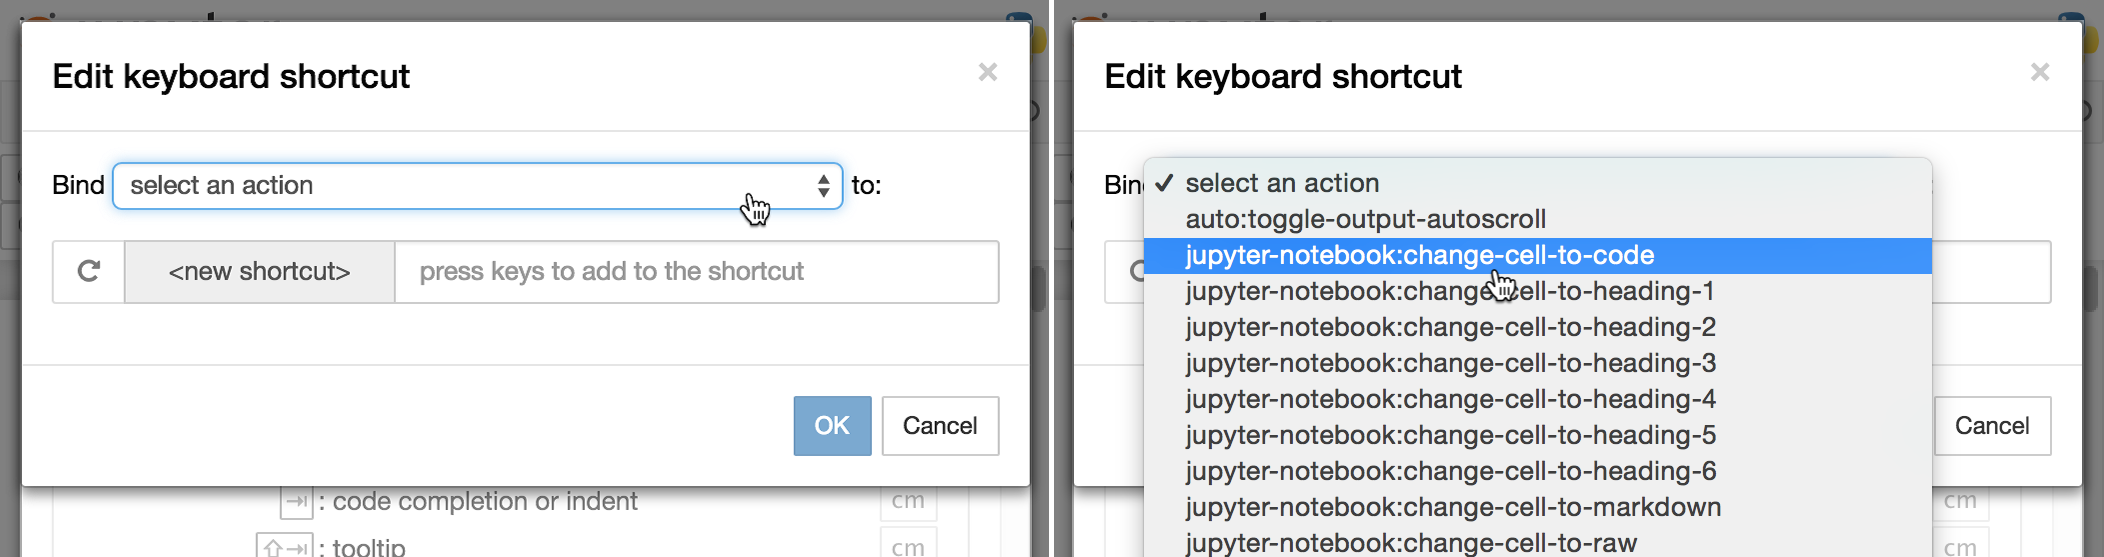 Edit keyboard shortcut
×
Bind select an action to:
<new shortcut> press keys to add to the shortcut
OK Cancel
: code completion or indent cm
: tooltip cm
Edit keyboard shortcut
×
Bin
✓ select an action
auto:toggle-output-autoscroll
jupyter-notebook:change-cell-to-code
jupyter-notebook:change-cell-to-heading-1
jupyter-notebook:change-cell-to-heading-2
jupyter-notebook:change-cell-to-heading-3
jupyter-notebook:change-cell-to-heading-4
jupyter-notebook:change-cell-to-heading-5
jupyter-notebook:change-cell-to-heading-6
jupyter-notebook:change-cell-to-markdown
jupyter-notebook:change-cell-to-raw
Cancel
cm
cm